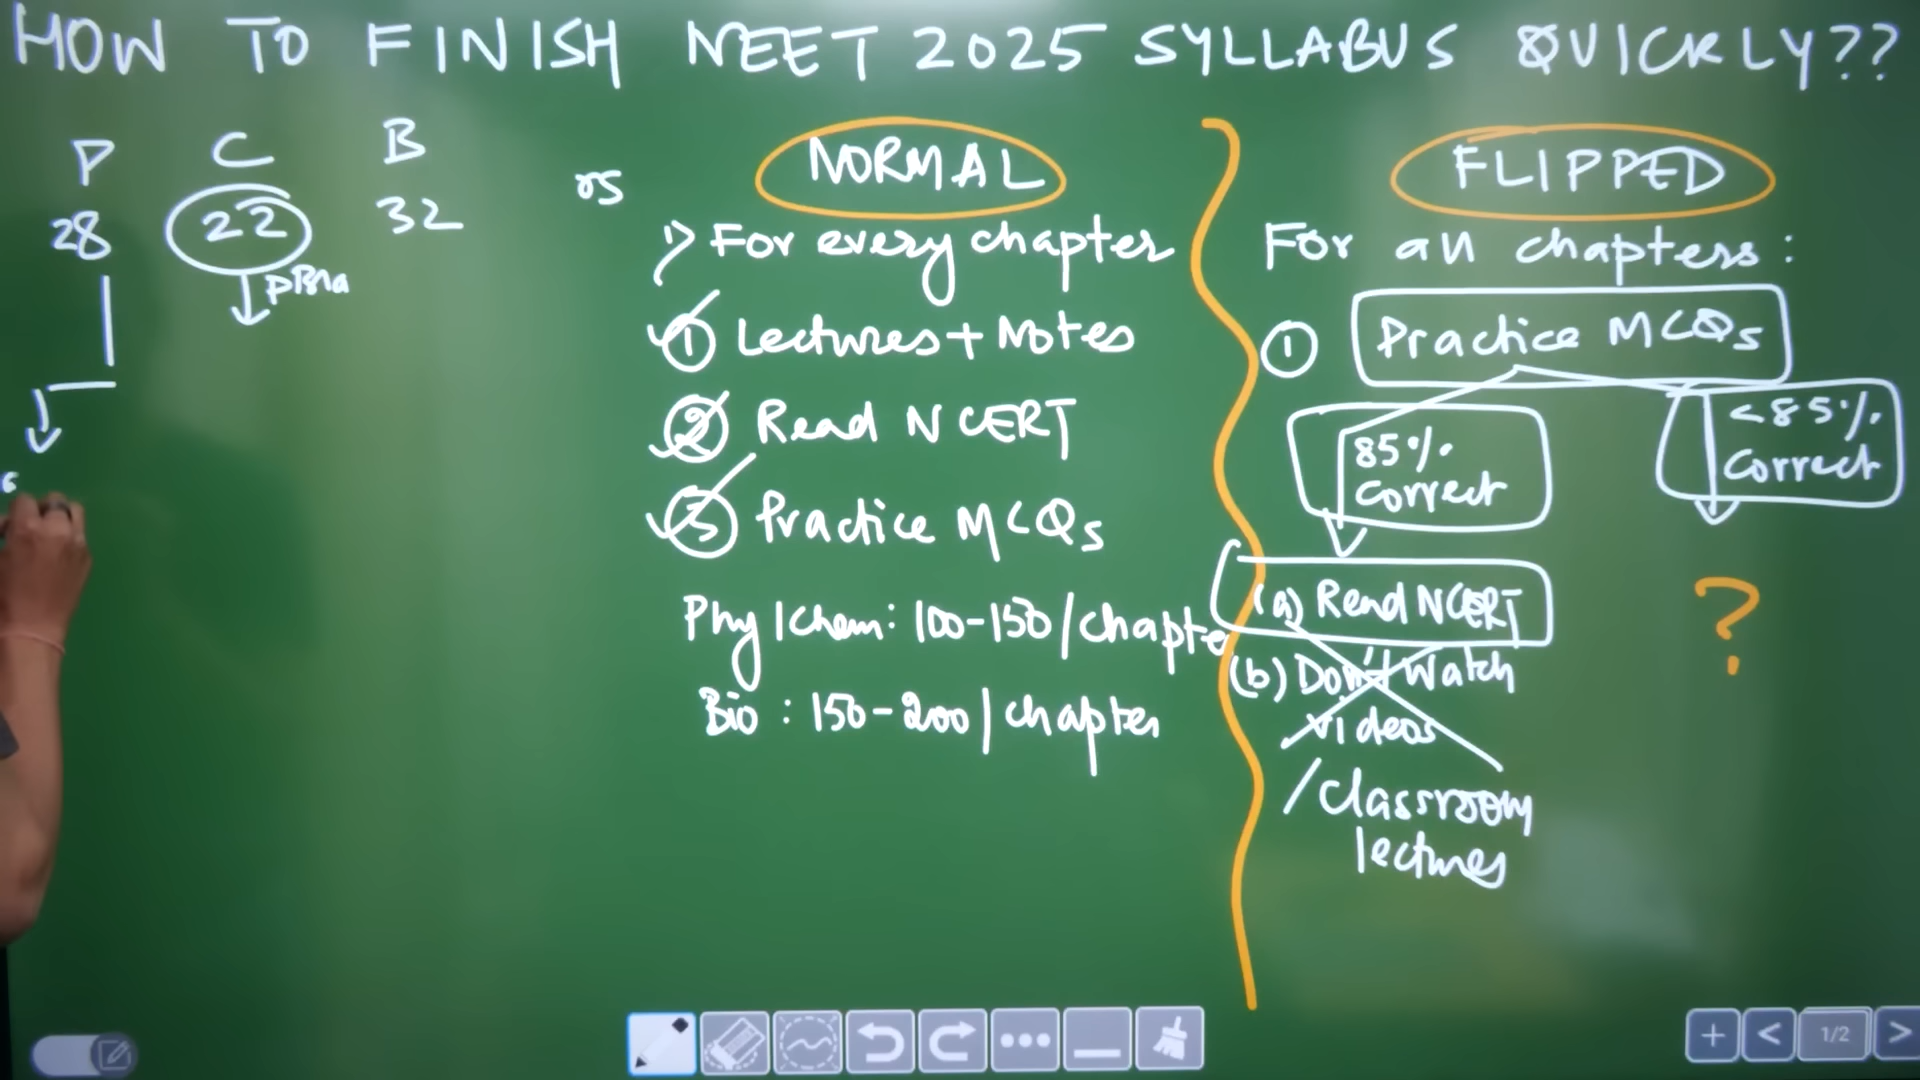 HOW TO FINISH NEET 2025 SYLLABUS QUICKLY??
P C B
28 22 32
NORMAL
1) For every chapter
1 Lectures + Notes
2 Read NCERT
3 Practice MCQs
Phy/Chem: 100-150/chapter
Bio: 150-200/chapter
FLIPPED
For all chapters:
1 Practice MCQs
85% correct
<85% correct
(a) Read NCERT
?
(b) Don't Watch
videos
/classroom
lectures
1/2